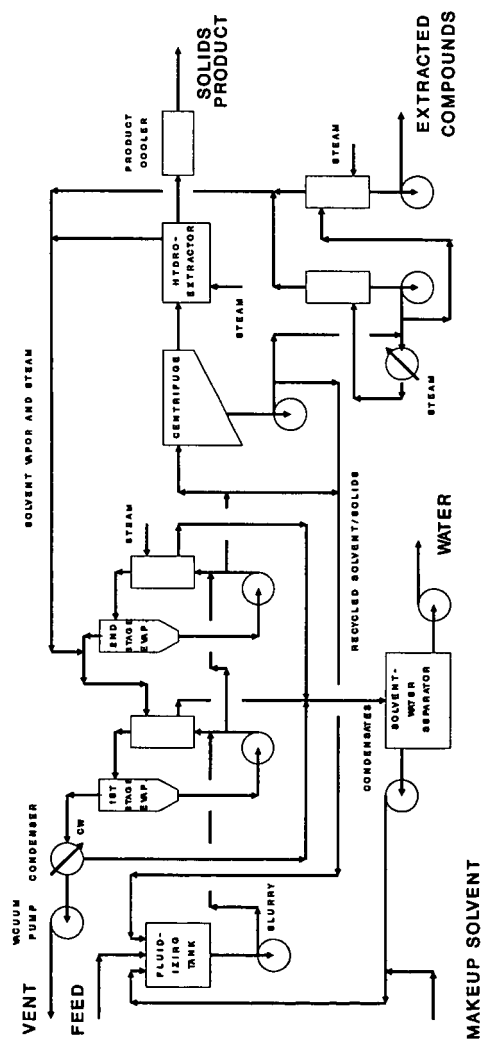 VENT
VACUUM
PUMP
CONDENSER
CW
FEED
FLUID-
IZING
TANK
SLURRY
MAKEUP SOLVENT
1ST
STAGE
EVAP
2ND
STAGE
EVAP
STEAM
SOLVENT VAPOR AND STEAM
CONDENSATES
SOLVENT-
WATER
SEPARATOR
WATER
RECYCLED SOLVENT/SOLIDS
CENTRIFUGE
HYDRO-
EXTRACTOR
STEAM
PRODUCT
COOLER
SOLIDS
PRODUCT
STEAM
STEAM
EXTRACTED
COMPOUNDS